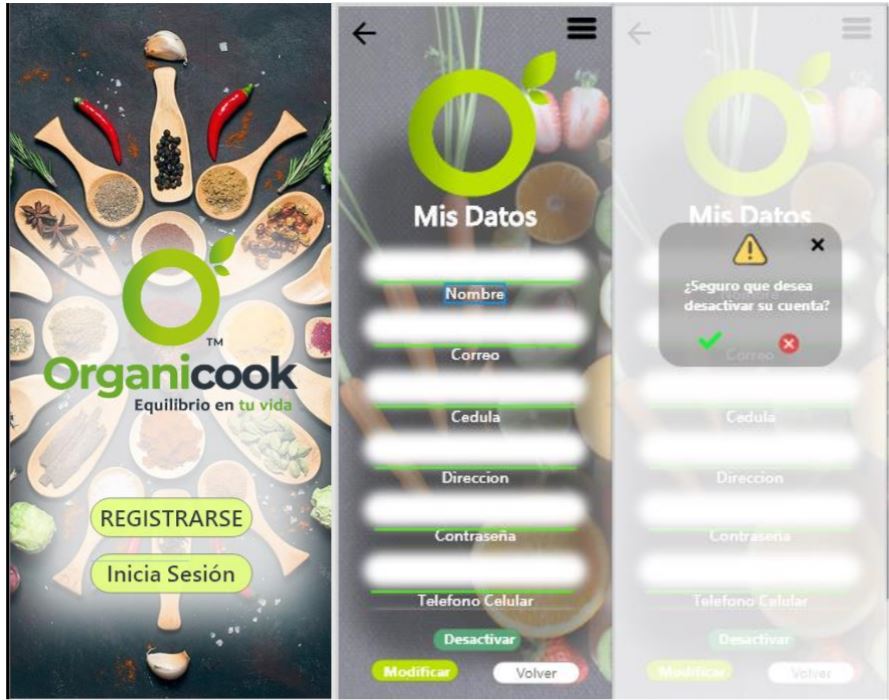 TM
Organicook
Equilibrio en tu vida
REGISTRARSE
Inicia Sesión
Mis Datos
Nombre
Correo
Cedula
Direccion
Contraseña
Telefono Celular
Desactivar
Modificar
Volver
Mis Datos
¿Seguro que desea
desactivar su cuenta?
Correo
Cedula
Direccion
Contraseña
Telefono Celular
Desactivar
Modificar
Volver